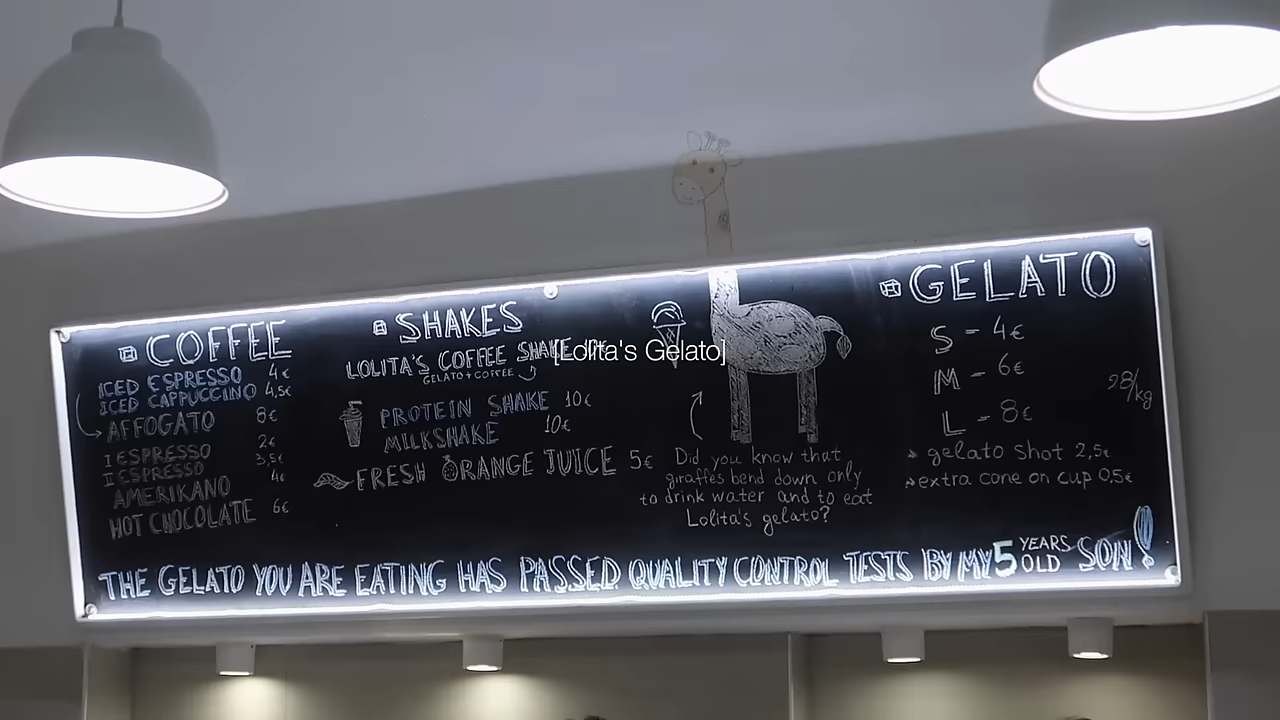 COFFEE
ICED ESPRESSO 4€
ICED CAPPUCCINO 4,5€
AFFOGATO 8€
I ESPRESSO 2€
II ESPRESSO 3,5€
AMERIKANO 4€
HOT CHOCOLATE 6€
SHAKES
LOLITA'S COFFEE SHAKE
GELATO + COFFEE
PROTEIN SHAKE 10€
MILKSHAKE 10€
FRESH ORANGE JUICE 5€
[Lolita's Gelato]
Did you know that
giraffes bend down only
to drink water and to eat
Lolita's gelato?
GELATO
S - 4€
M - 6€
L - 8€
28/kg
gelato shot 2,5€
extra cone on cup 0.5€
THE GELATO YOU ARE EATING HAS PASSED QUALITY CONTROL TESTS BY MY 5 YEARS OLD SON!